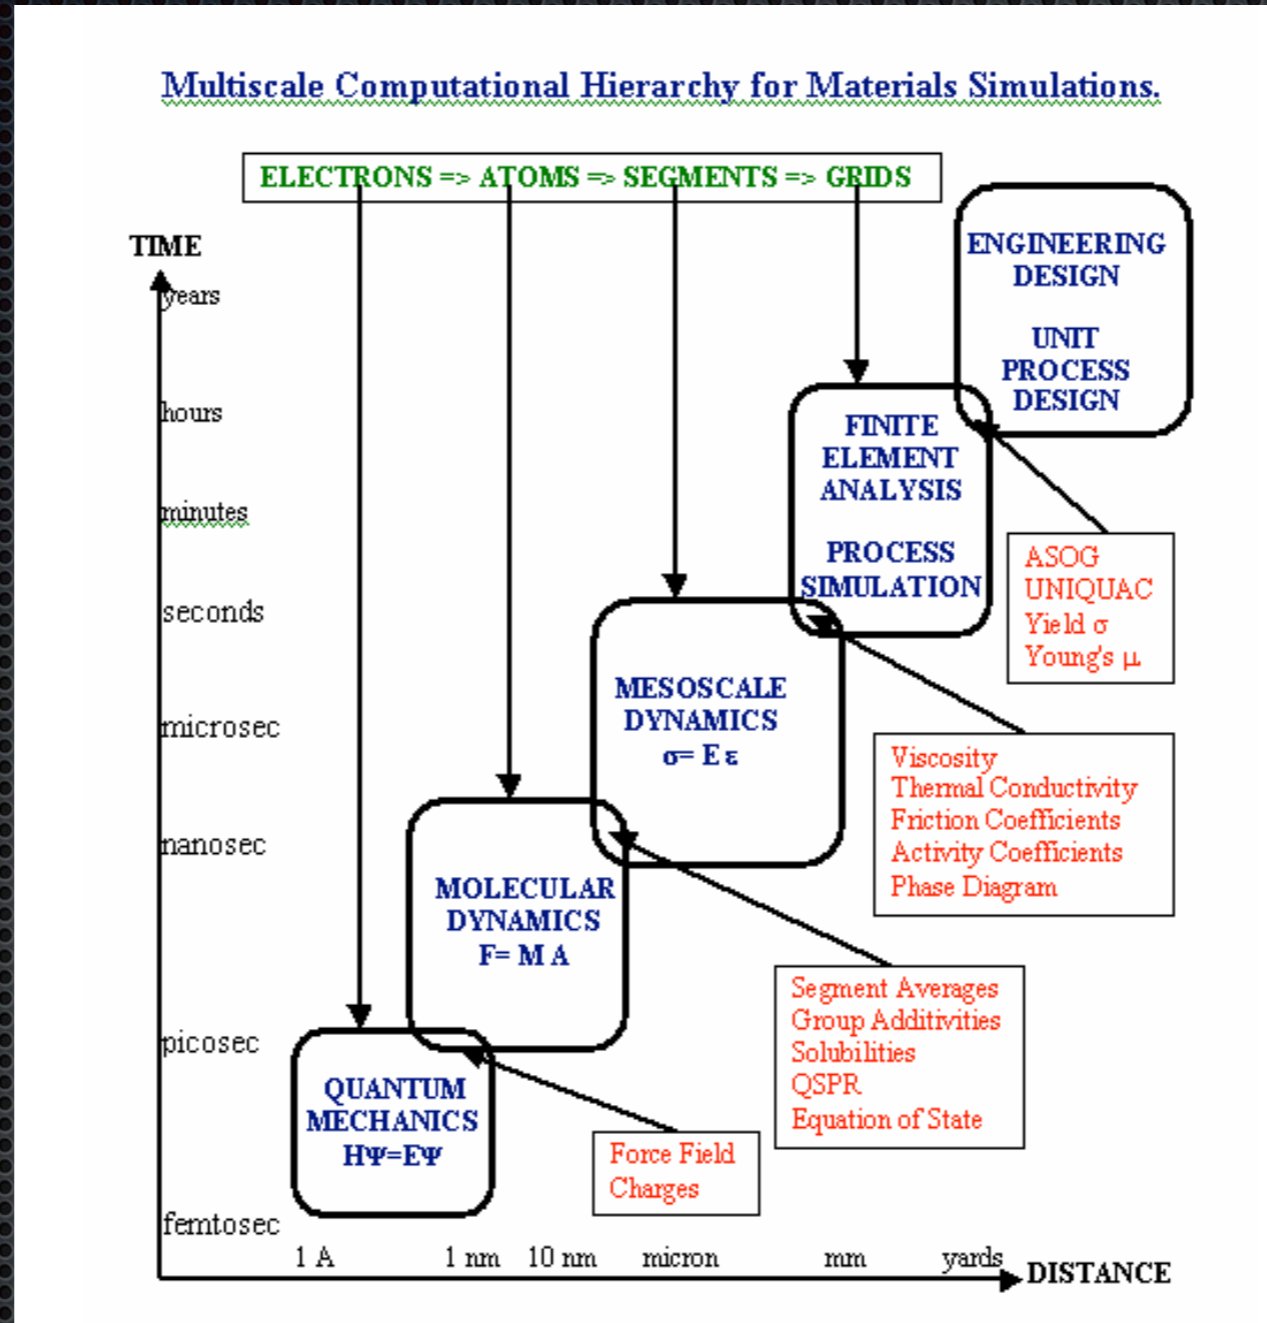 Multiscale Computational Hierarchy for Materials Simulations.
ELECTRONS => ATOMS => SEGMENTS => GRIDS
TIME
years
hours
minutes
seconds
microsec
nanosec
picosec
femtosec
ENGINEERING
DESIGN
UNIT
PROCESS
DESIGN
FINITE
ELEMENT
ANALYSIS
PROCESS
SIMULATION
ASOG
UNIQUAC
Yield σ
Young's μ
MESOSCALE
DYNAMICS
σ= E ε
Viscosity
Thermal Conductivity
Friction Coefficients
Activity Coefficients
Phase Diagram
MOLECULAR
DYNAMICS
F= M A
Segment Averages
Group Additivities
Solubilities
QSPR
Equation of State
QUANTUM
MECHANICS
HΨ=EΨ
Force Field
Charges
1 A 1 nm 10 nm micron mm yards
DISTANCE